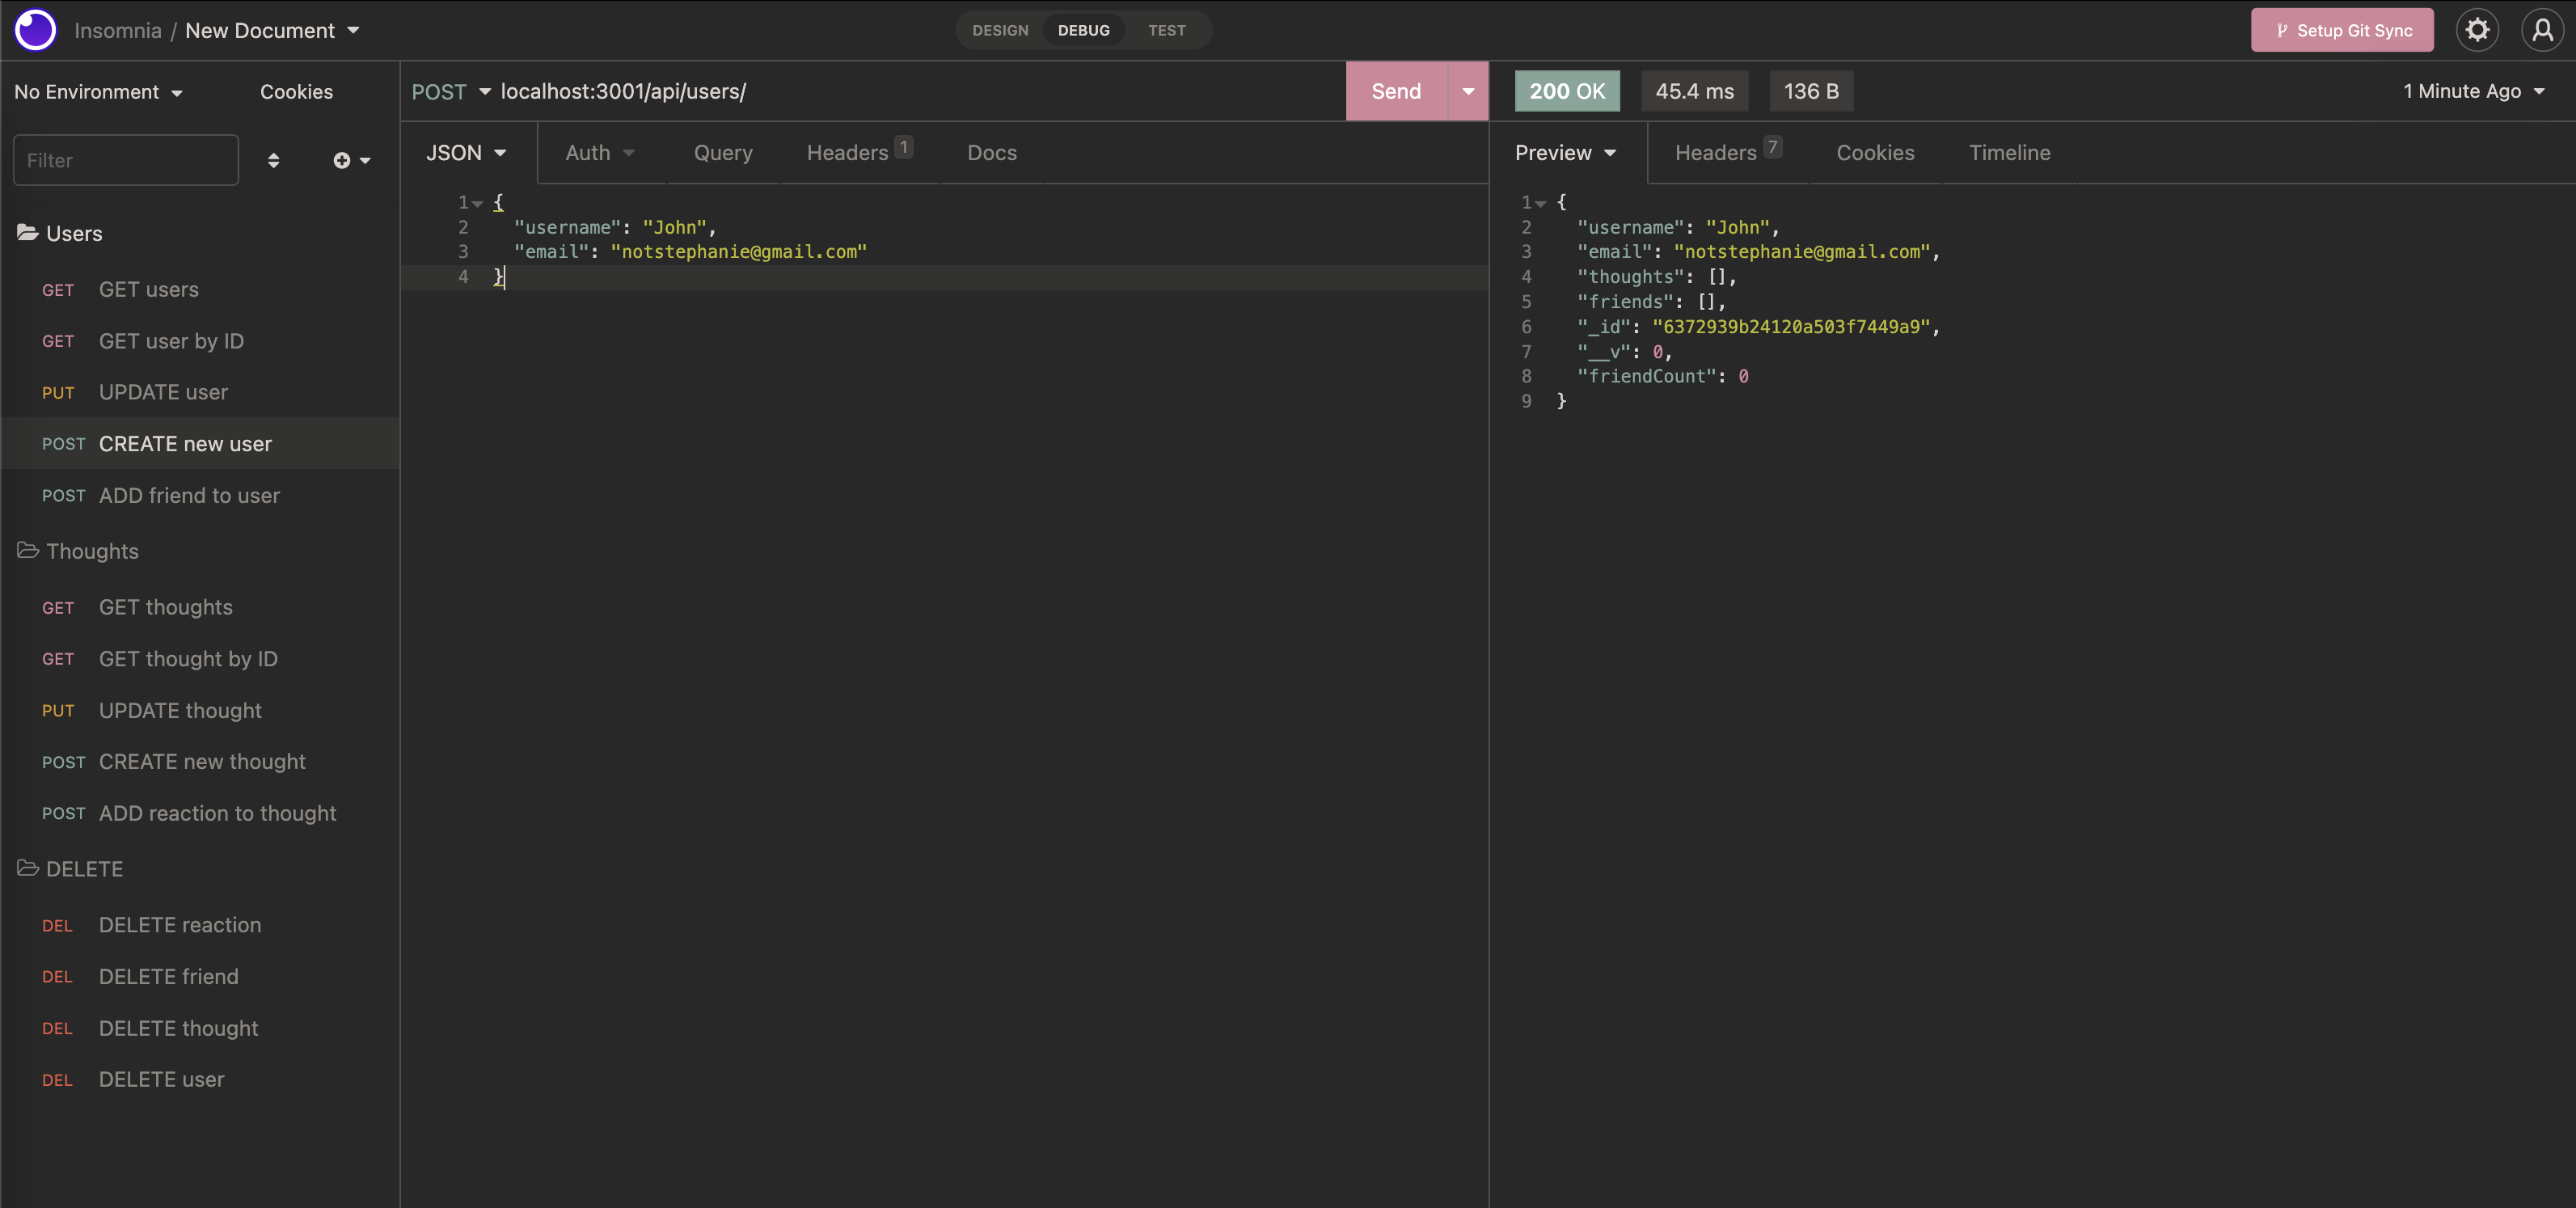 Insomnia / New Document
DESIGN DEBUG TEST
Setup Git Sync
No Environment Cookies
POST localhost:3001/api/users/ Send
200 OK 45.4 ms 136 B 1 Minute Ago
Filter
JSON Auth Query Headers 1 Docs
Preview Headers 7 Cookies Timeline
Users
GET GET users
GET GET user by ID
PUT UPDATE user
POST CREATE new user
POST ADD friend to user
Thoughts
GET GET thoughts
GET GET thought by ID
PUT UPDATE thought
POST CREATE new thought
POST ADD reaction to thought
DELETE
DEL DELETE reaction
DEL DELETE friend
DEL DELETE thought
DEL DELETE user
1 {
2 "username": "John",
3 "email": "notstephanie@gmail.com"
4 }
1 {
2 "username": "John",
3 "email": "notstephanie@gmail.com",
4 "thoughts": [],
5 "friends": [],
6 "_id": "6372939b24120a503f7449a9",
7 "__v": 0,
8 "friendCount": 0
9 }